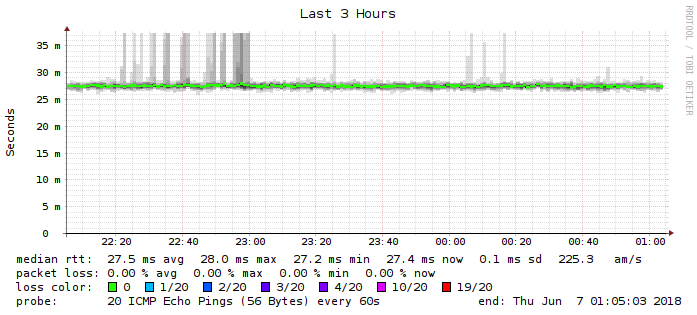 Last 3 Hours
RRDTOOL / TOBI OETIKER
Seconds
35 m
30 m
25 m
20 m
15 m
10 m
5 m
0
22:20 22:40 23:00 23:20 23:40 00:00 00:20 00:40 01:00
median rtt: 27.5 ms avg 28.0 ms max 27.2 ms min 27.4 ms now 0.1 ms sd 225.3 am/s
packet loss: 0.00 % avg 0.00 % max 0.00 % min 0.00 % now
loss color: 0 1/20 2/20 3/20 4/20 10/20 19/20
probe: 20 ICMP Echo Pings (56 Bytes) every 60s end: Thu Jun 7 01:05:03 2018